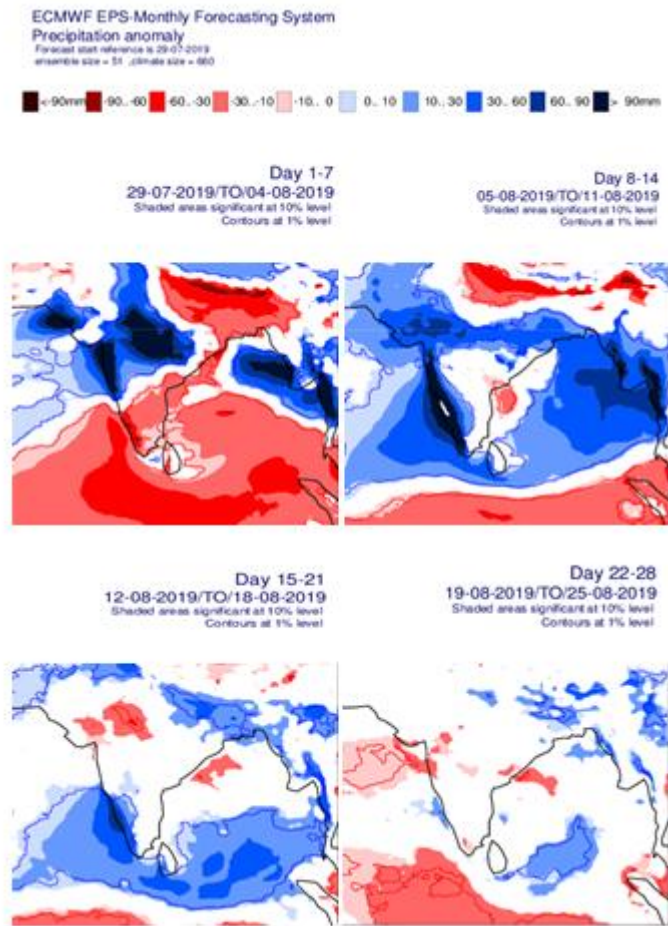 ECMWF EPS-Monthly Forecasting System
Precipitation anomaly
Forecast start reference is 29-07-2019
ensemble size = 51 ,climate size = 660
<-90mm -90..-60 -60..-30 -30..-10 -10.. 0 0.. 10 10.. 30 30.. 60 60.. 90 > 90mm
Day 1-7
29-07-2019/TO/04-08-2019
Shaded areas significant at 10% level
Contours at 1% level
Day 8-14
05-08-2019/TO/11-08-2019
Shaded areas significant at 10% level
Contours at 1% level
Day 15-21
12-08-2019/TO/18-08-2019
Shaded areas significant at 10% level
Contours at 1% level
Day 22-28
19-08-2019/TO/25-08-2019
Shaded areas significant at 10% level
Contours at 1% level